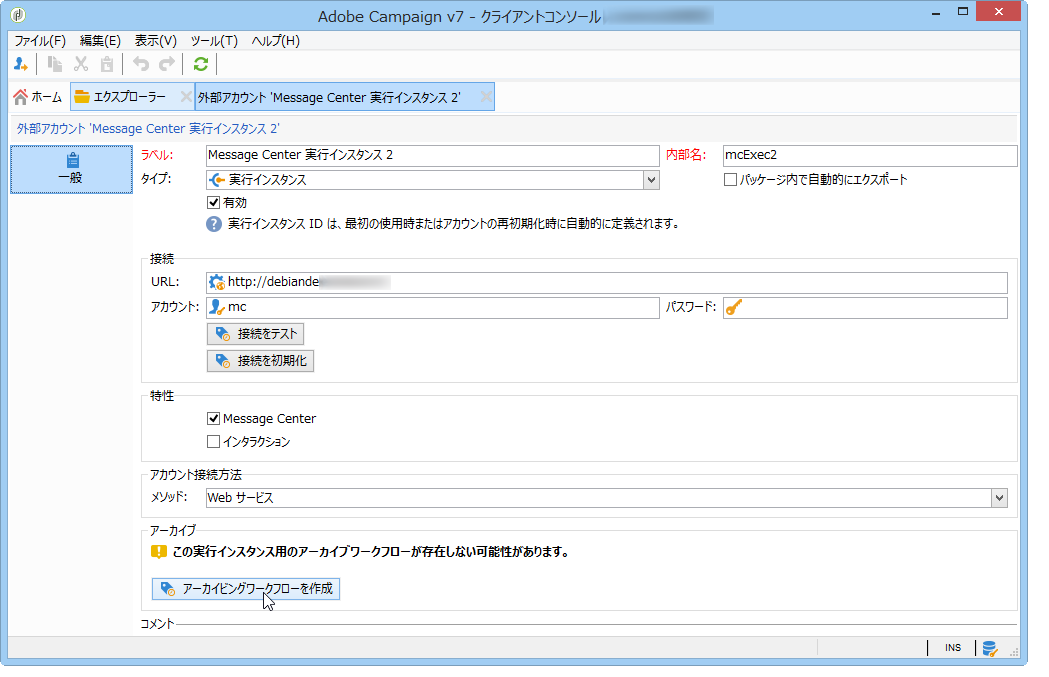 Adobe Campaign v7 - クライアントコンソール
ファイル(F) 編集(E) 表示(V) ツール(T) ヘルプ(H)
ホーム エクスプローラー 外部アカウント 'Message Center 実行インスタンス 2'
外部アカウント 'Message Center 実行インスタンス 2'
一般
ラベル: Message Center 実行インスタンス 2 内部名: mcExec2
タイプ: 実行インスタンス パッケージ内で自動的にエクスポート
有効
実行インスタンス ID は、最初の使用時またはアカウントの再初期化時に自動的に定義されます。
接続
URL: http://debiande
アカウント: mc パスワード:
接続をテスト
接続を初期化
特性
Message Center
インタラクション
アカウント接続方法
メソッド: Web サービス
アーカイブ
この実行インスタンス用のアーカイブワークフローが存在しない可能性があります。
アーカイビングワークフローを作成
コメント
INS